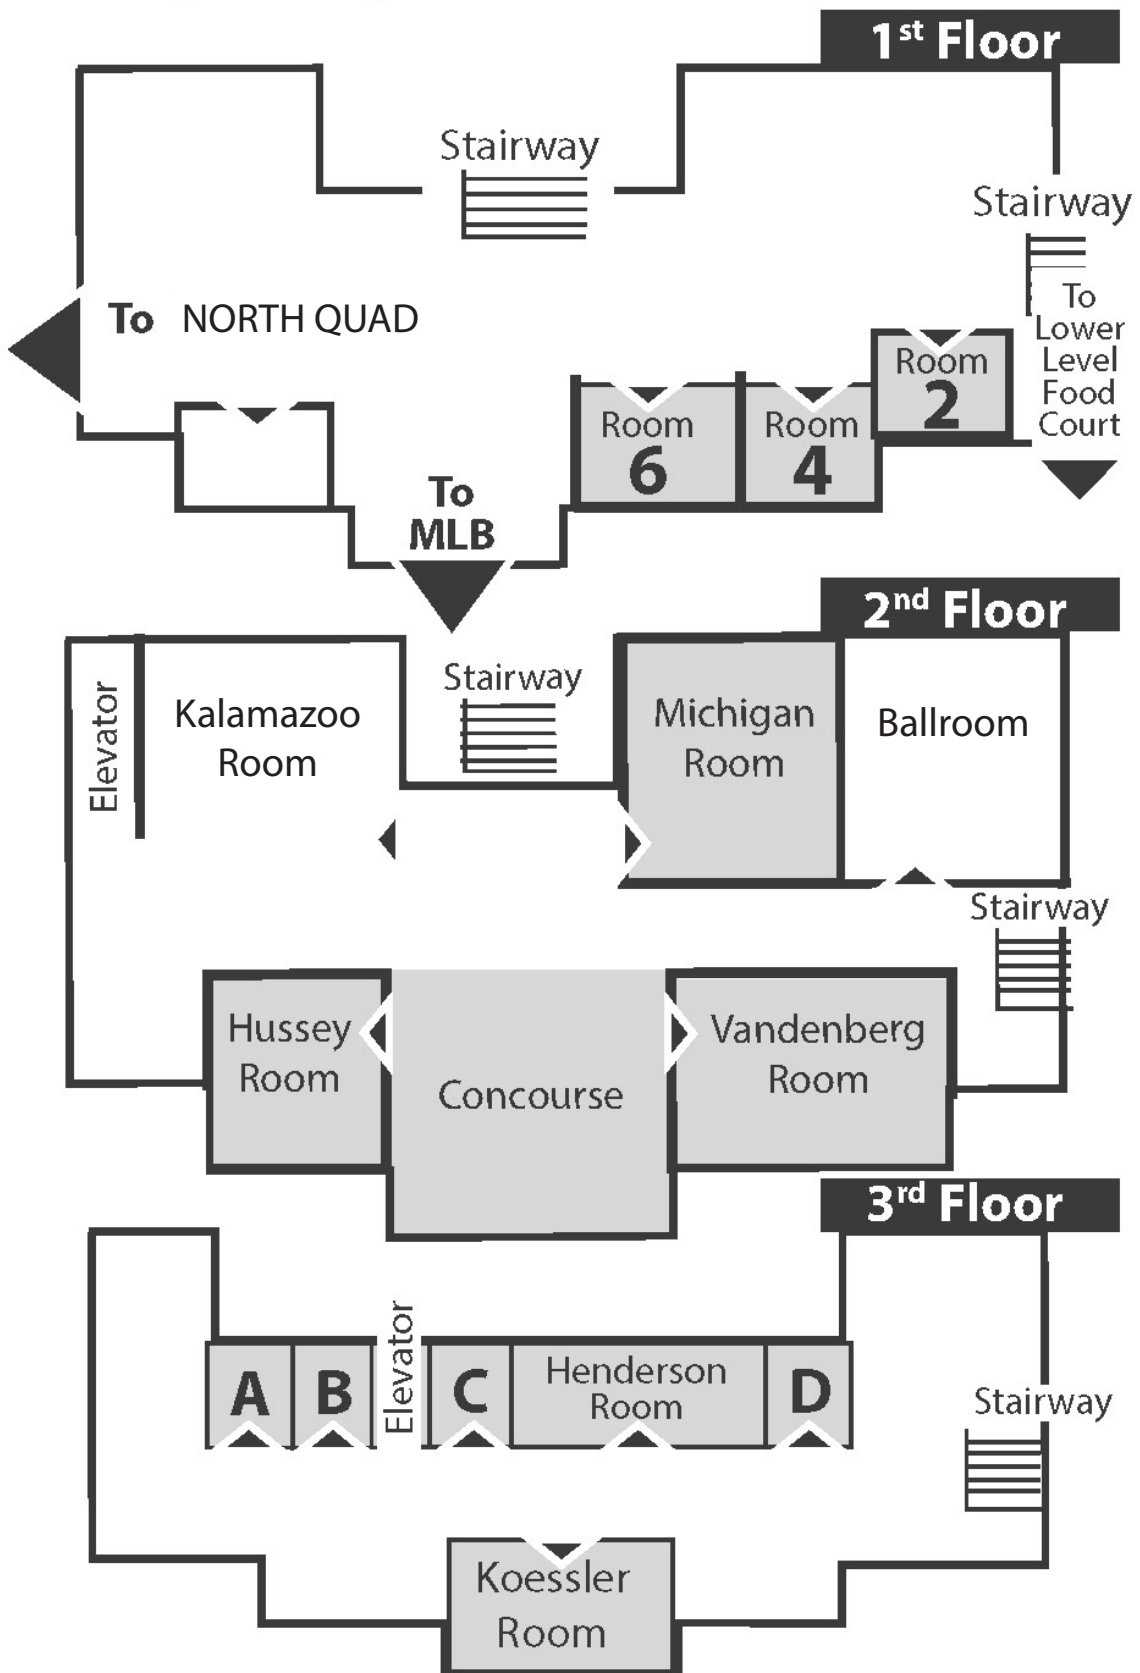 1st Floor
Stairway
Stairway
To NORTH QUAD
To
Lower
Level
Food
Court
Room
2
Room
6
Room
4
To
MLB
2nd Floor
Elevator
Kalamazoo
Room
Stairway
Michigan
Room
Ballroom
Stairway
Hussey
Room
Concourse
Vandenberg
Room
3rd Floor
A
B
Elevator
C
Henderson
Room
D
Stairway
Koessler
Room